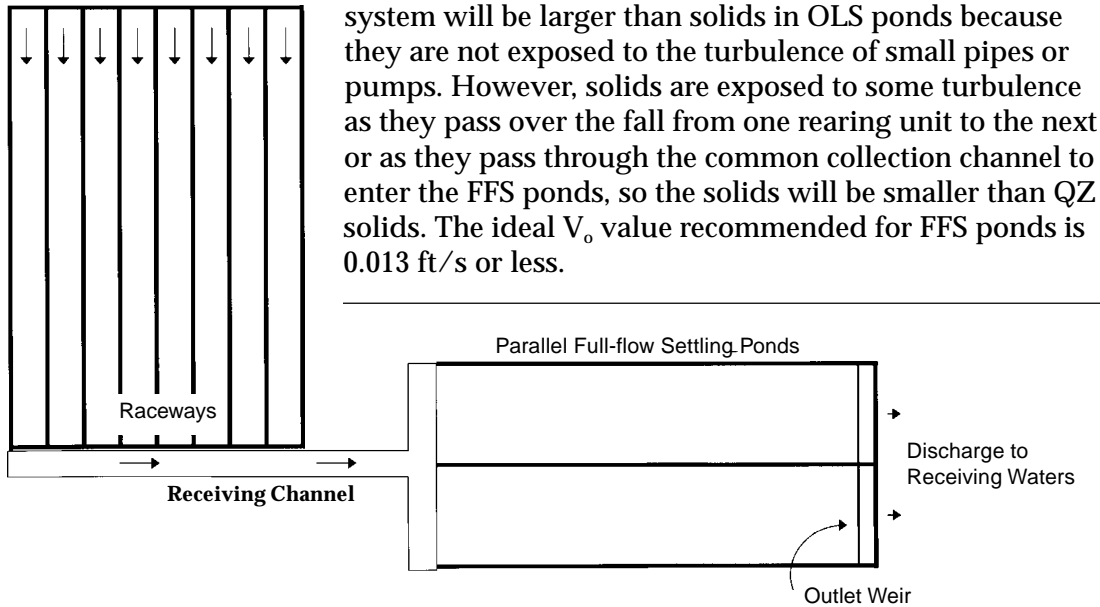 system will be larger than solids in OLS ponds because
they are not exposed to the turbulence of small pipes or
pumps. However, solids are exposed to some turbulence
as they pass over the fall from one rearing unit to the next
or as they pass through the common collection channel to
enter the FFS ponds, so the solids will be smaller than QZ
solids. The ideal Vo value recommended for FFS ponds is
0.013 ft/s or less.
Parallel Full-flow Settling Ponds
Raceways
Receiving Channel
Discharge to
Receiving Waters
Outlet Weir